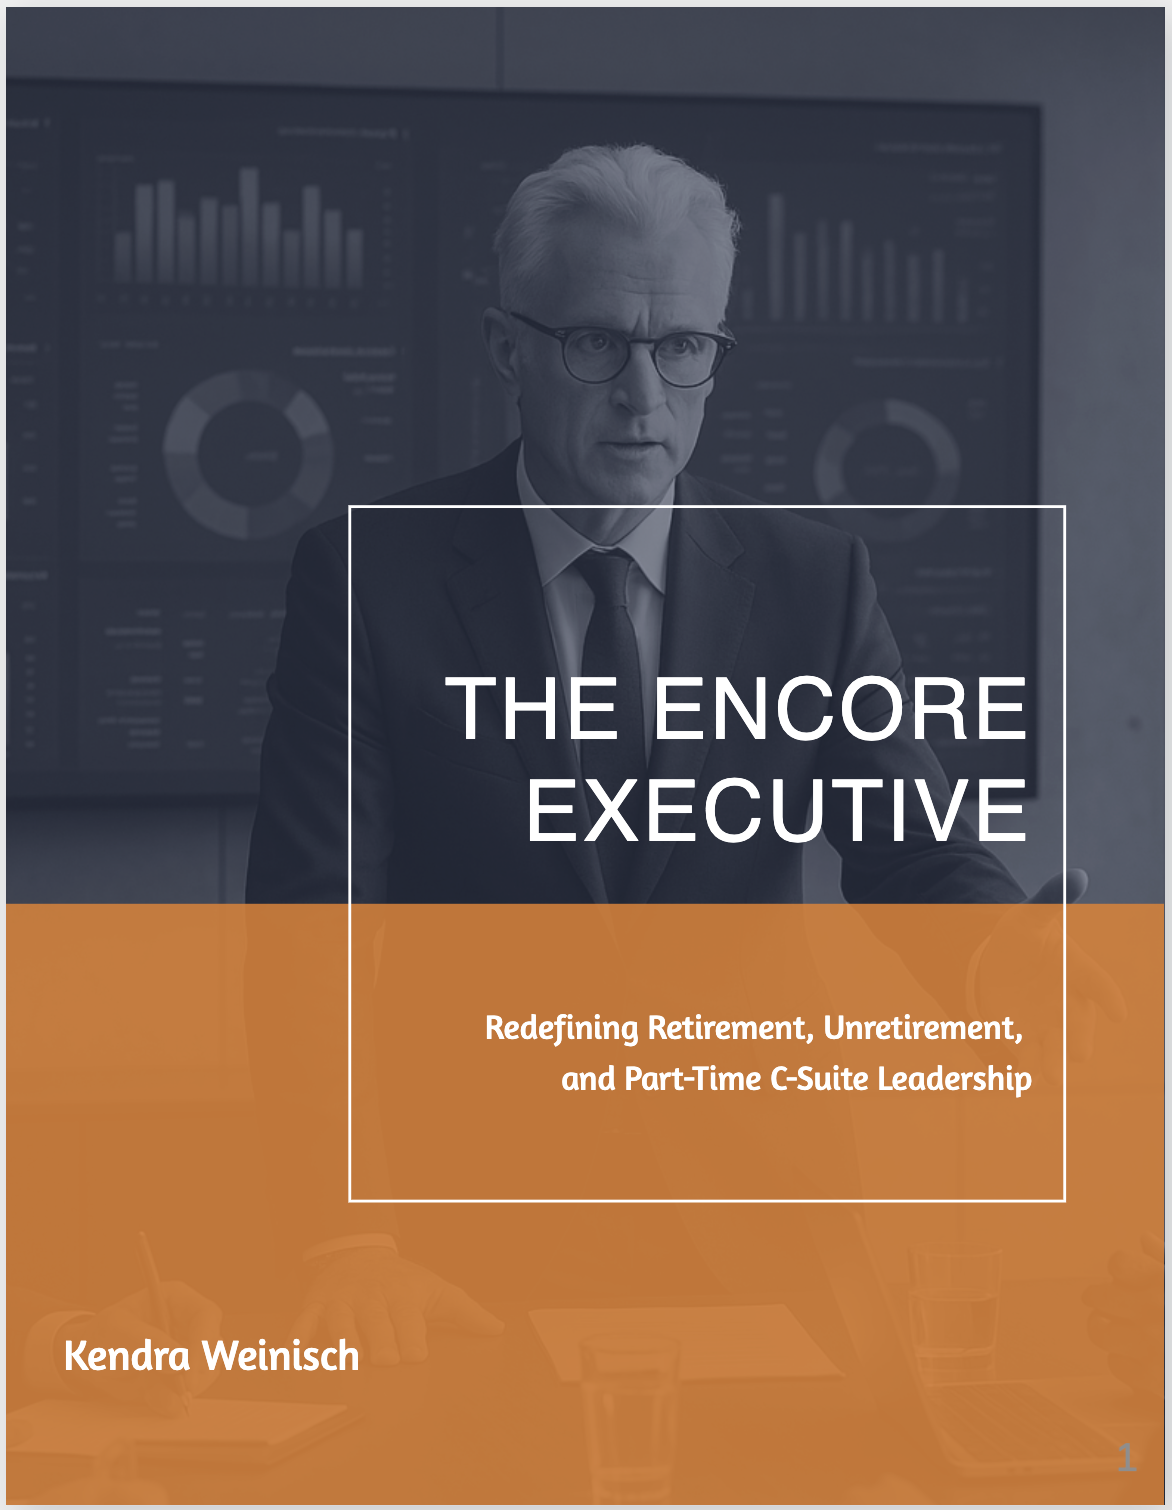 THE ENCORE
EXECUTIVE
Redefining Retirement, Unretirement,
and Part-Time C-Suite Leadership
Kendra Weinisch
1